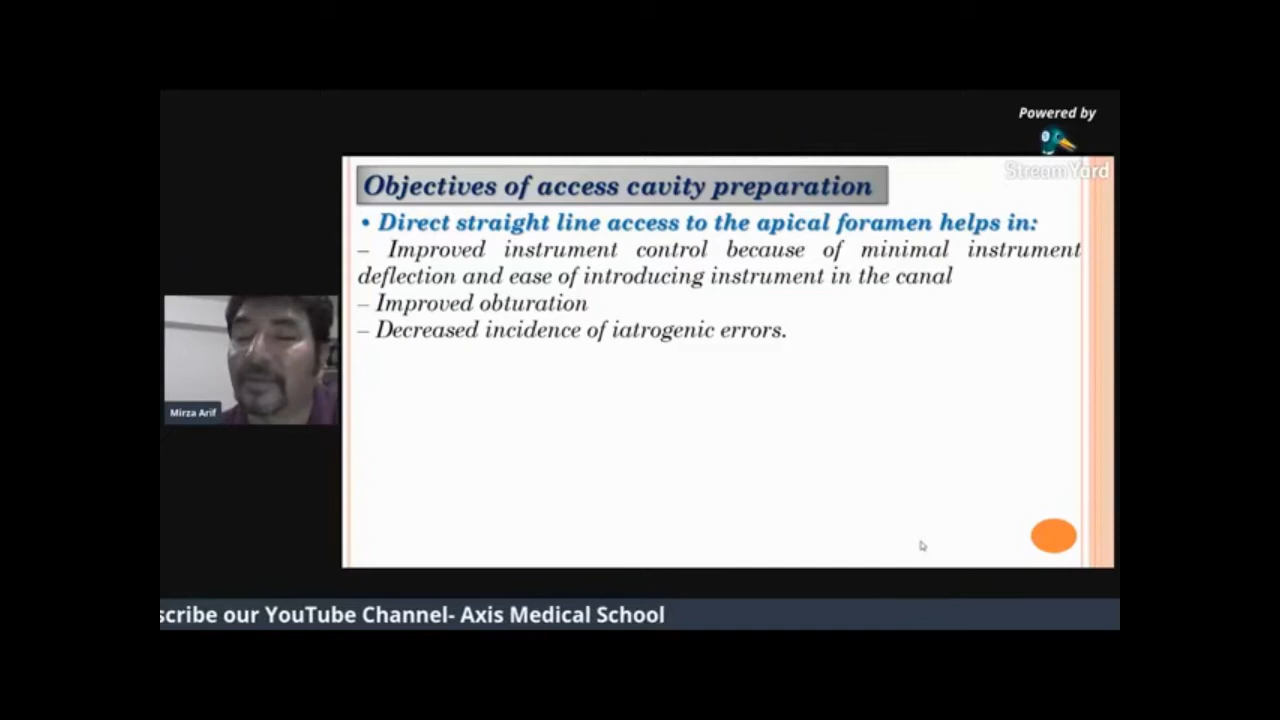 Powered by
StreamYard
Objectives of access cavity preparation
• Direct straight line access to the apical foramen helps in:
– Improved instrument control because of minimal instrument
deflection and ease of introducing instrument in the canal
– Improved obturation
– Decreased incidence of iatrogenic errors.
Mirza Arif
scribe our YouTube Channel- Axis Medical School